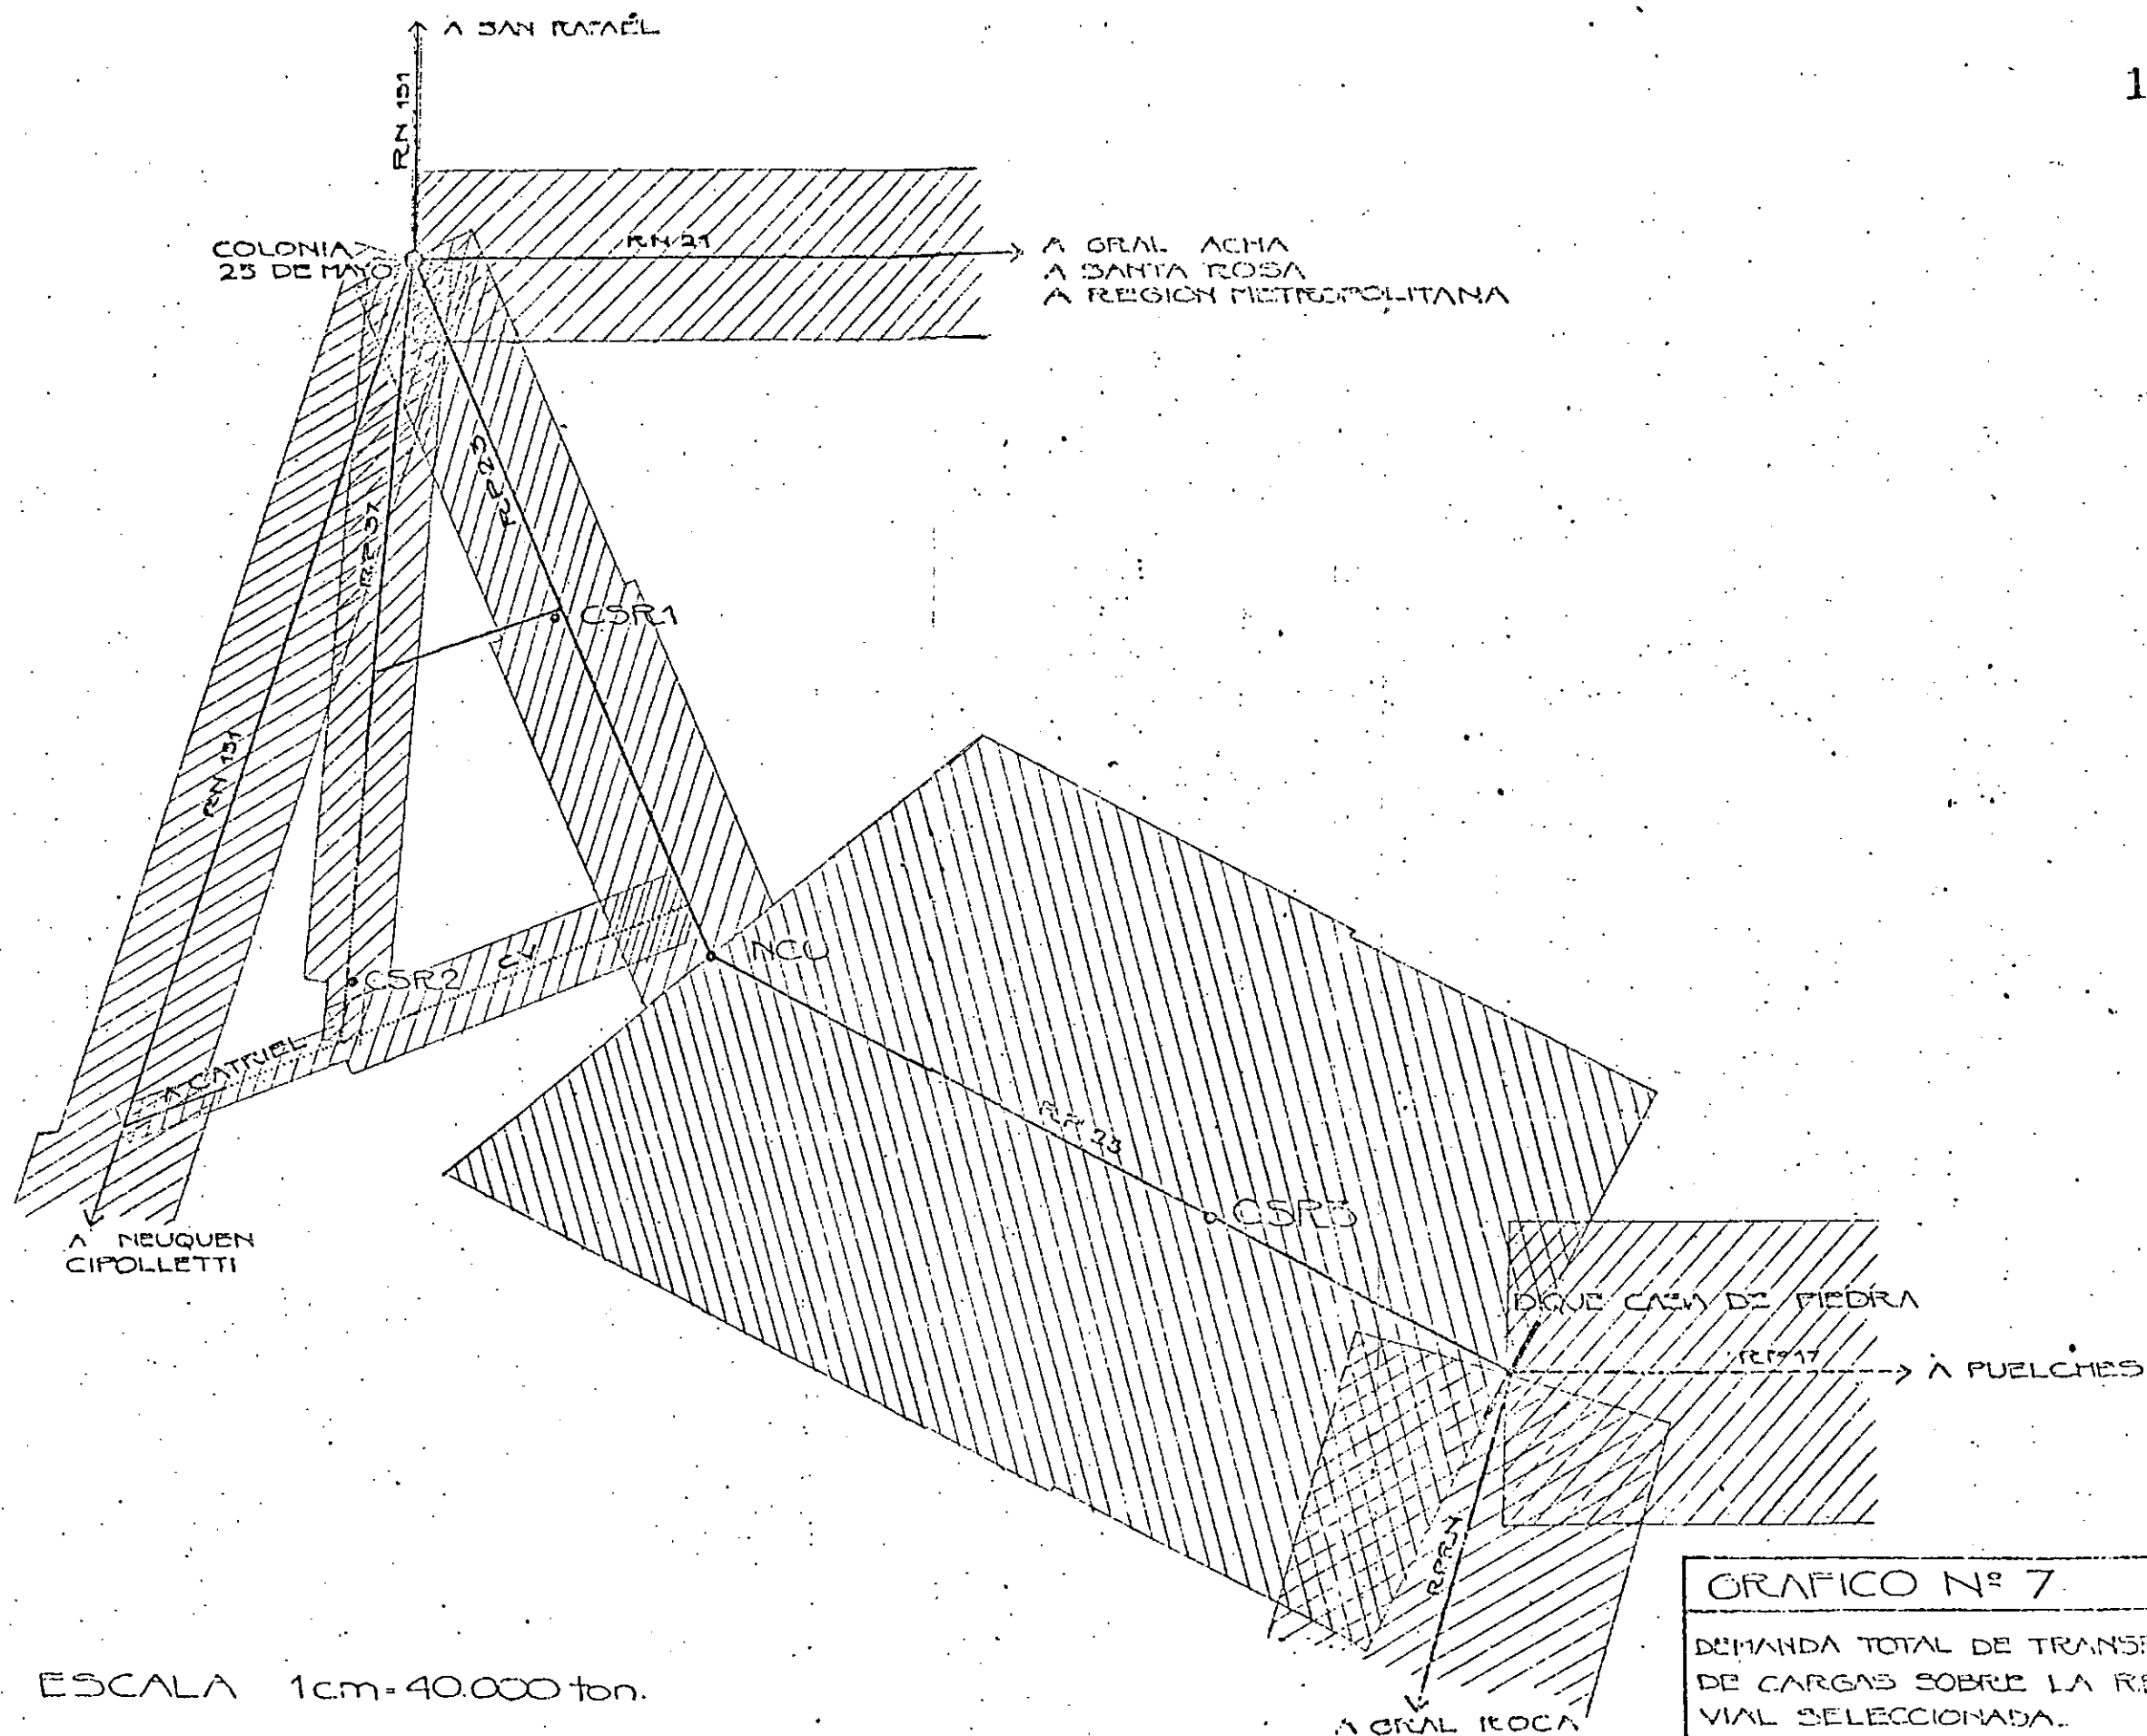 A SAN RAFAEL
1
RN 151
COLONIA
25 DE MAYO
RN 21
A GRAL ACHA
A SANTA ROSA
A REGION METROPOLITANA
RP 25
RP 57
CSR1
RN 151
CSR2
CV
NCU
A CATRIEL
RP 23
A NEUQUEN
CIPOLLETTI
CSR3
DIQUE CASA DE PIEDRA
RPº 17
A PUELCHES
A GRAL ROCA
ESCALA 1cm=40.000 ton.
GRAFICO Nº 7
DEMANDA TOTAL DE TRANSP
DE CARGAS SOBRE LA RE
VIAL SELECCIONADA.